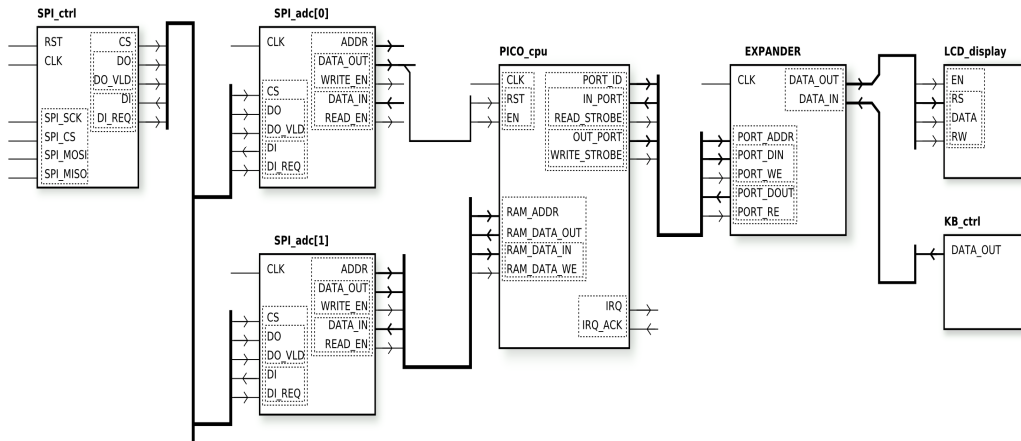 SPI_ctrl
RST
CLK
SPI_SCK
SPI_CS
SPI_MOSI
SPI_MISO
CS
DO
DO_VLD
DI
DI_REQ
SPI_adc[0]
CLK
CS
DO
DO_VLD
DI
DI_REQ
ADDR
DATA_OUT
WRITE_EN
DATA_IN
READ_EN
SPI_adc[1]
CLK
CS
DO
DO_VLD
DI
DI_REQ
ADDR
DATA_OUT
WRITE_EN
DATA_IN
READ_EN
PICO_cpu
CLK
RST
EN
RAM_ADDR
RAM_DATA_OUT
RAM_DATA_IN
RAM_DATA_WE
PORT_ID
IN_PORT
READ_STROBE
OUT_PORT
WRITE_STROBE
IRQ
IRQ_ACK
EXPANDER
CLK
PORT_ADDR
PORT_DIN
PORT_WE
PORT_DOUT
PORT_RE
DATA_OUT
DATA_IN
LCD_display
EN
RS
DATA
RW
KB_ctrl
DATA_OUT